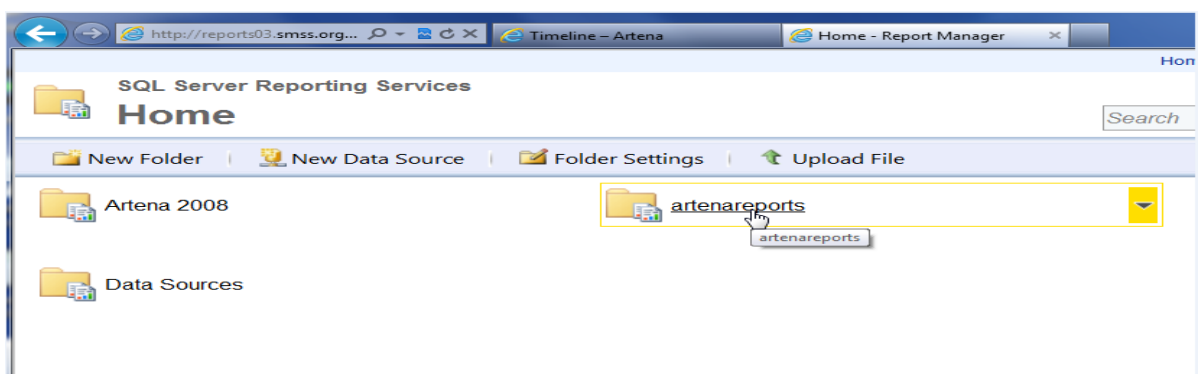 http://reports03.smss.org... Timeline – Artena Home - Report Manager
Hom
SQL Server Reporting Services
Home
Search
New Folder New Data Source Folder Settings Upload File
Artena 2008 artenareports
artenareports
Data Sources